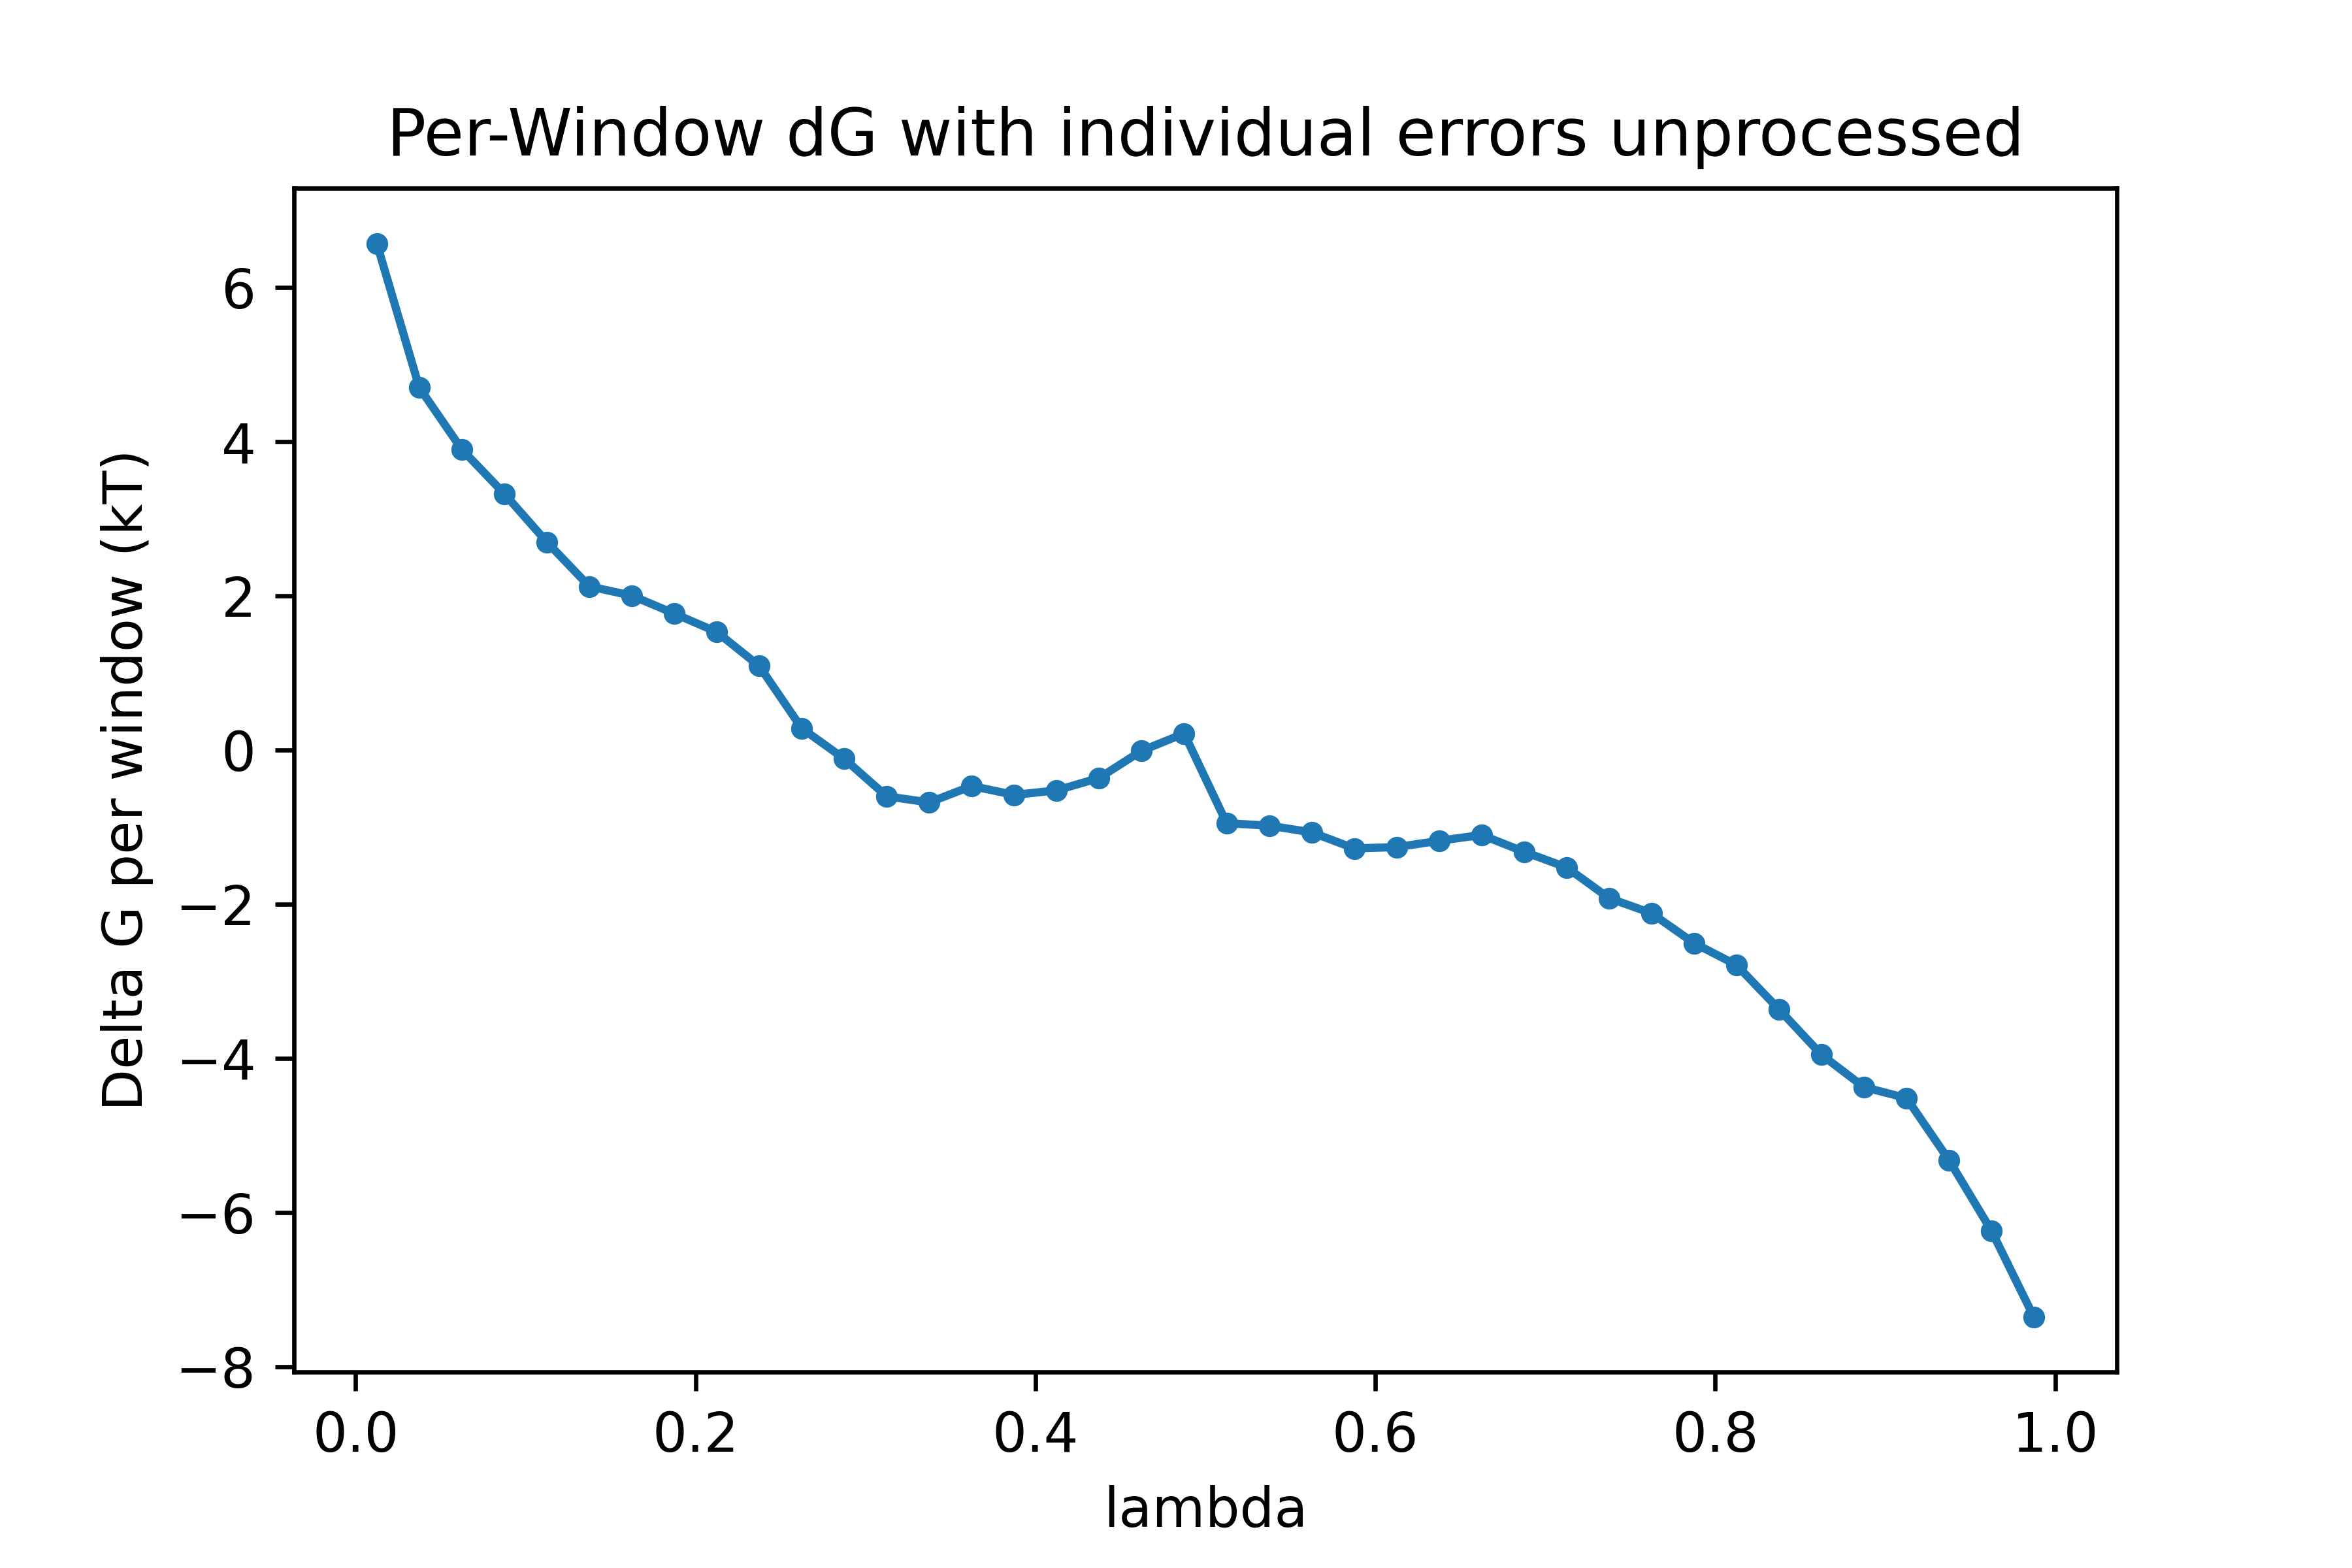 Per-Window dG with individual errors unprocessed
Delta G per window (kT)
6
4
2
0
−2
−4
−6
−8
0.0 0.2 0.4 0.6 0.8 1.0
lambda